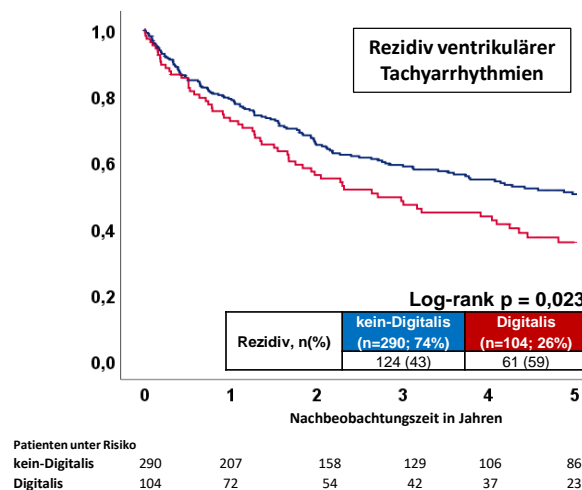 Rezidiv ventrikulärer
Tachyarrhythmien
1,0
0,8
0,6
0,4
0,2
0,0
Log-rank p = 0,023
Rezidiv, n(%)
kein-Digitalis
(n=290; 74%)
Digitalis
(n=104; 26%)
124 (43)
61 (59)
0 1 2 3 4 5
Nachbeobachtungszeit in Jahren
Patienten unter Risiko
kein-Digitalis 290 207 158 129 106 86
Digitalis 104 72 54 42 37 23